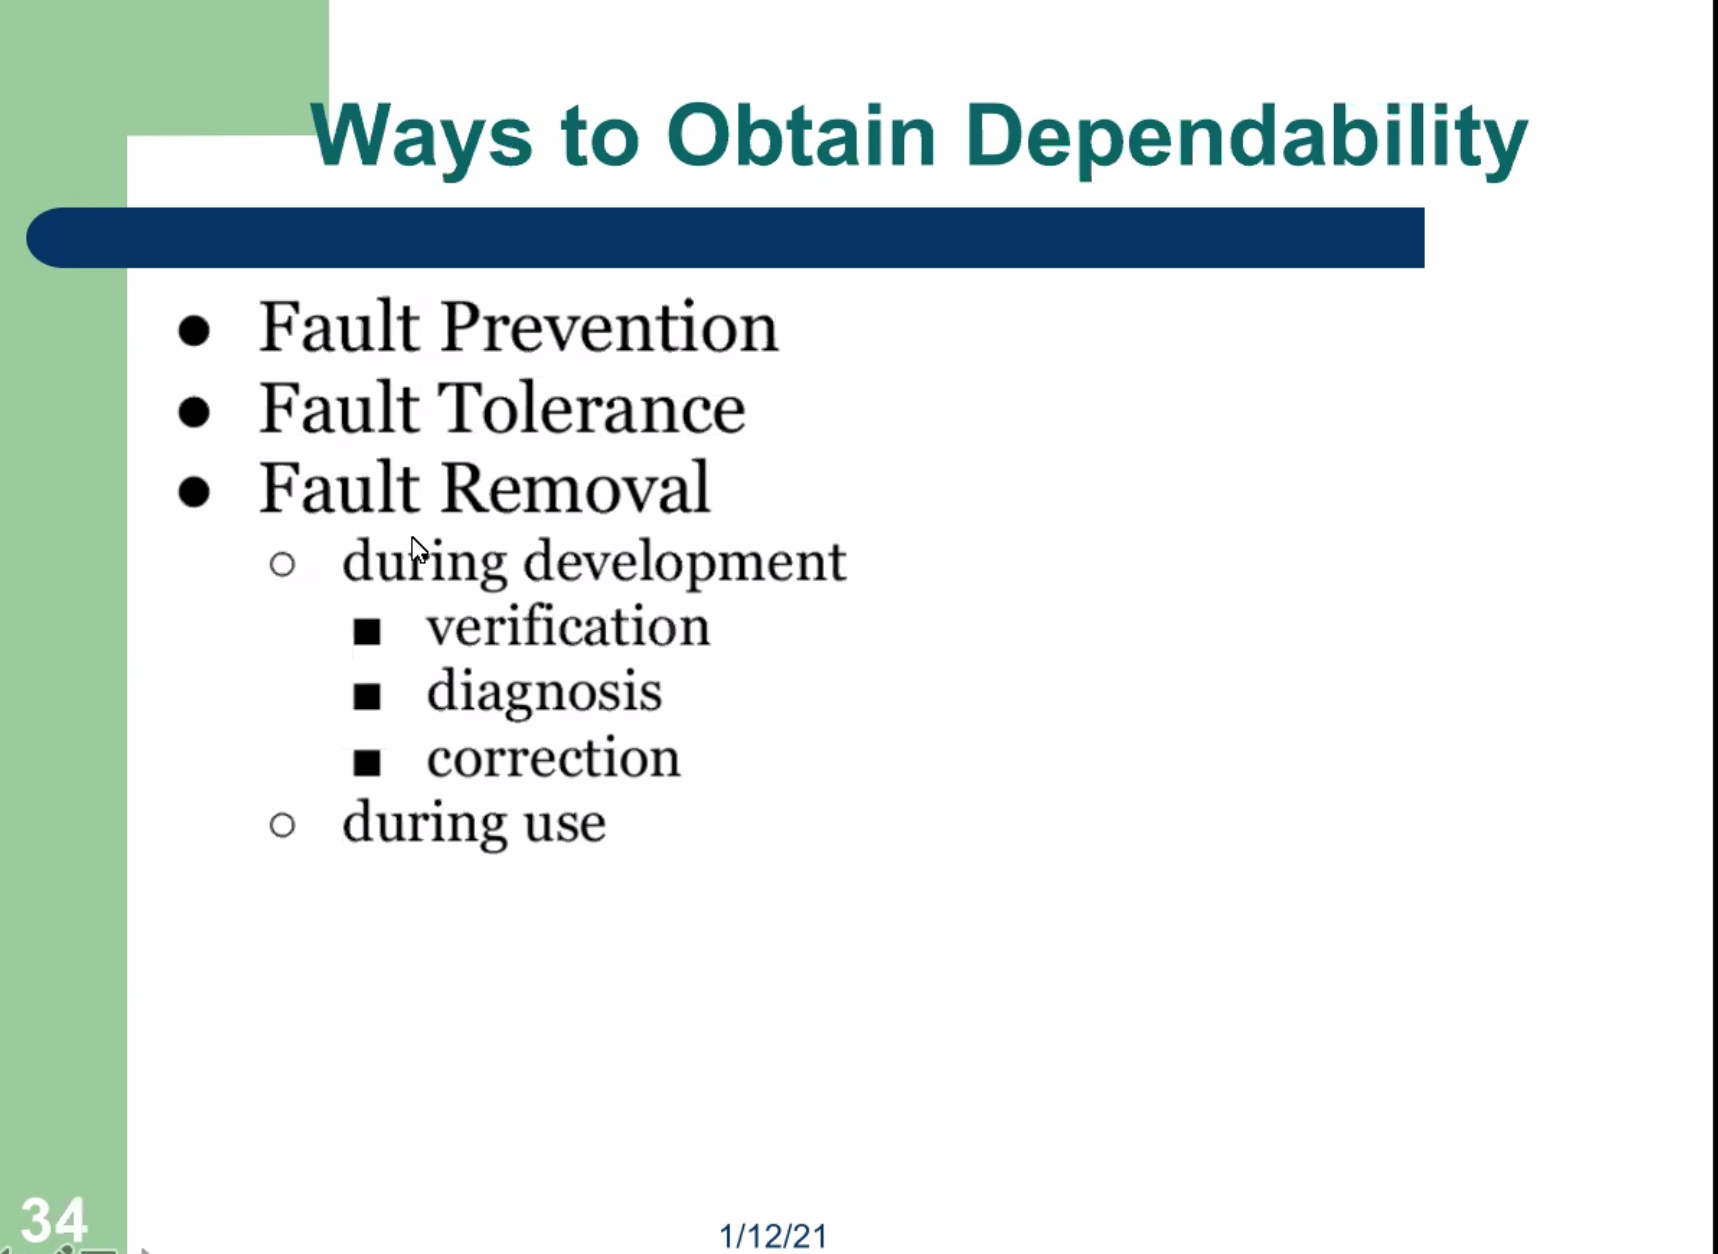 Ways to Obtain Dependability
● Fault Prevention
● Fault Tolerance
● Fault Removal
○ during development
■ verification
■ diagnosis
■ correction
○ during use
34
1/12/21